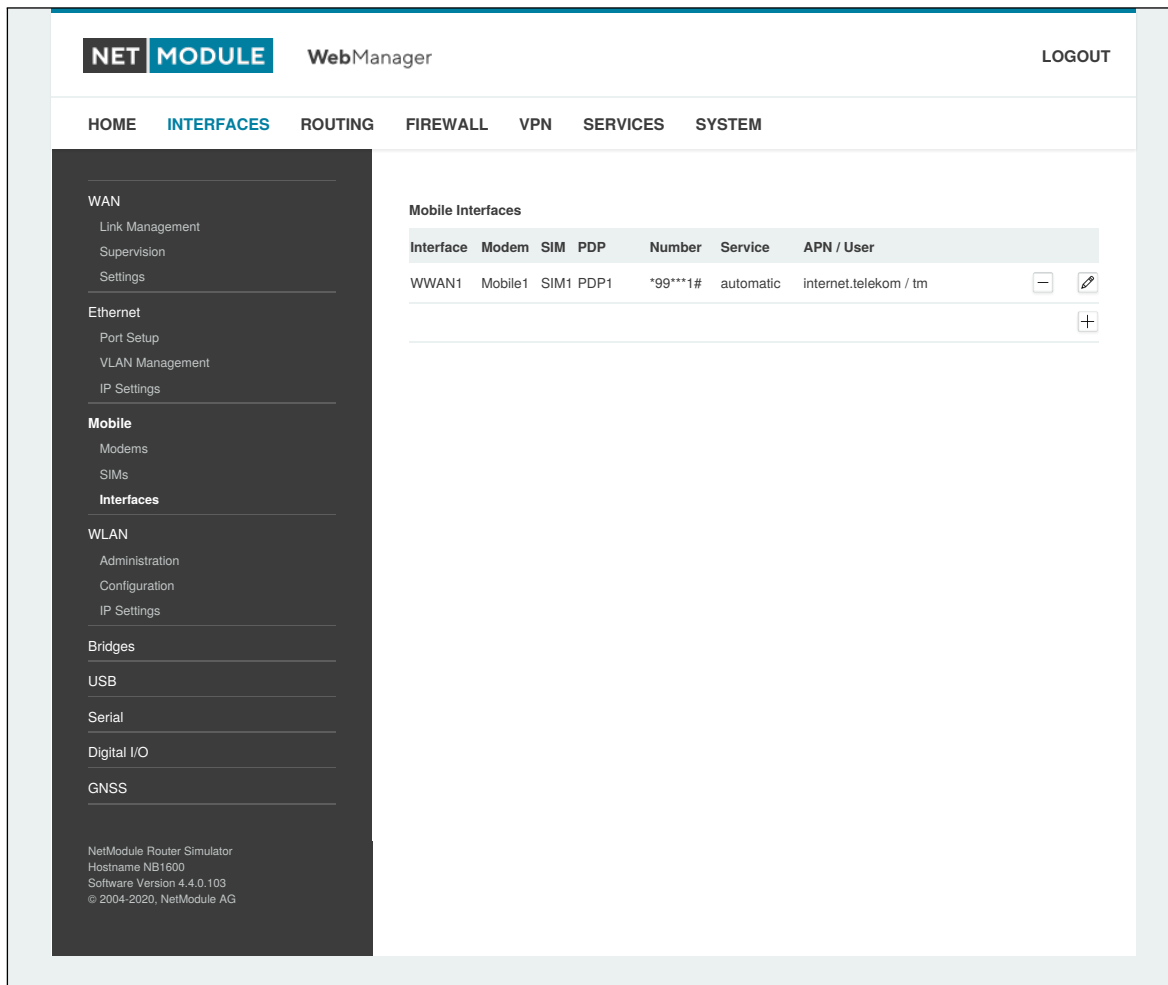 NET MODULE WebManager LOGOUT
HOME INTERFACES ROUTING FIREWALL VPN SERVICES SYSTEM
WAN
Link Management
Supervision
Settings
Ethernet
Port Setup
VLAN Management
IP Settings
Mobile
Modems
SIMs
Interfaces
WLAN
Administration
Configuration
IP Settings
Bridges
USB
Serial
Digital I/O
GNSS
NetModule Router Simulator
Hostname NB1600
Software Version 4.4.0.103
© 2004-2020, NetModule AG
Mobile Interfaces
Interface Modem SIM PDP Number Service APN / User
WWAN1 Mobile1 SIM1 PDP1 *99***1# automatic internet.telekom / tm